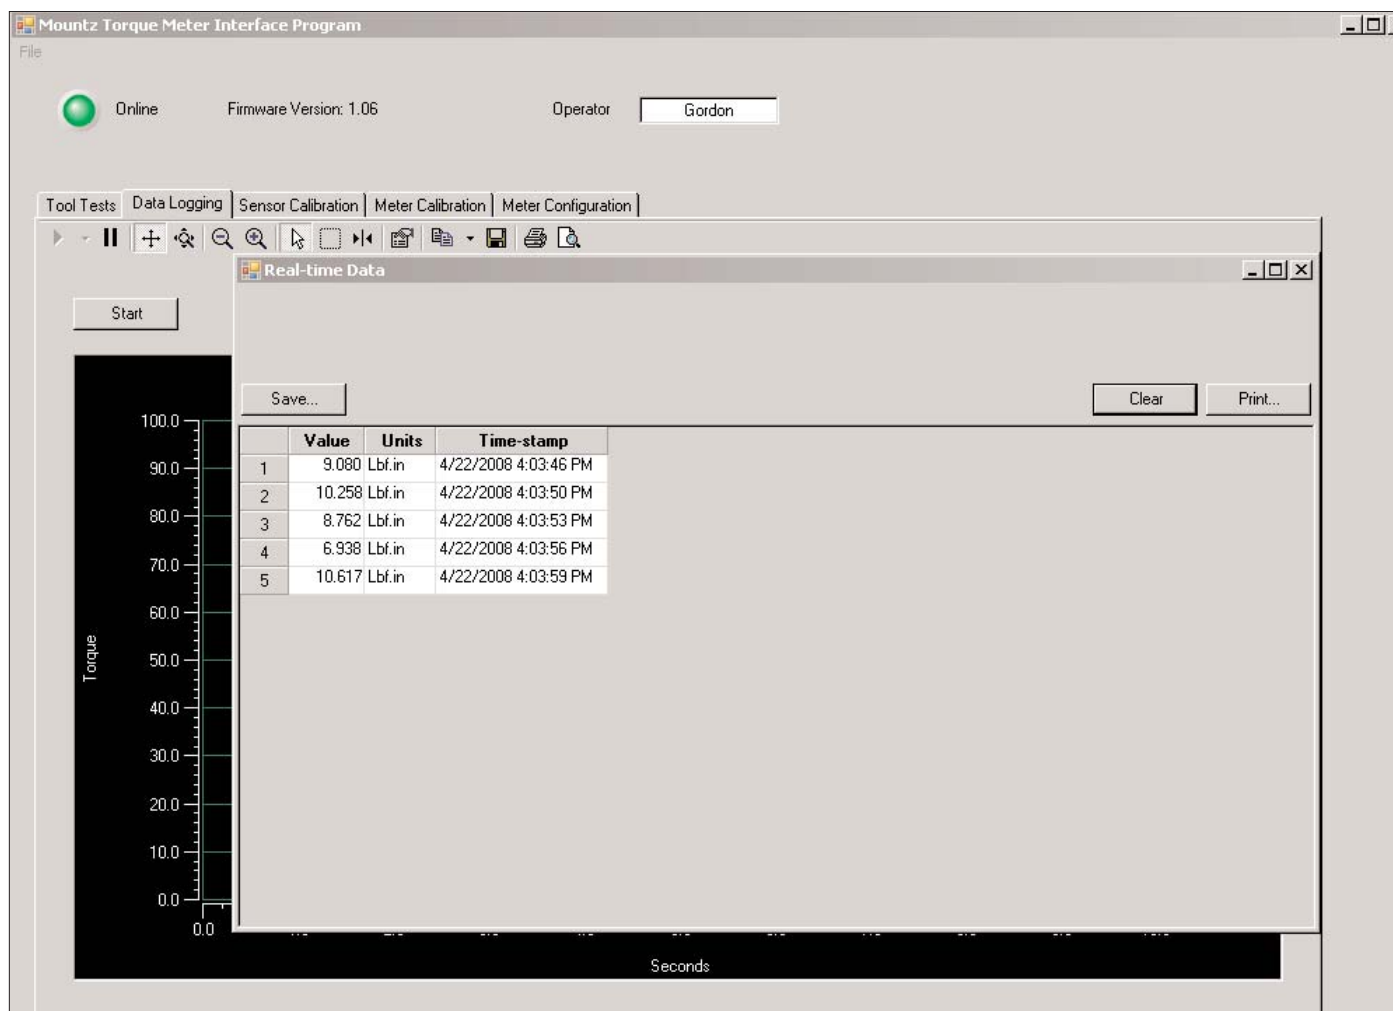 Mountz Torque Meter Interface Program
File
Online Firmware Version: 1.06 Operator Gordon
Tool Tests Data Logging Sensor Calibration Meter Calibration Meter Configuration
Real-time Data
Start
Save... Clear Print...
Value Units Time-stamp
1 9.080 Lbf.in 4/22/2008 4:03:46 PM
2 10.258 Lbf.in 4/22/2008 4:03:50 PM
3 8.762 Lbf.in 4/22/2008 4:03:53 PM
4 6.938 Lbf.in 4/22/2008 4:03:56 PM
5 10.617 Lbf.in 4/22/2008 4:03:59 PM
100.0
90.0
80.0
70.0
60.0
50.0
40.0
30.0
20.0
10.0
0.0
Torque
0.0
Seconds